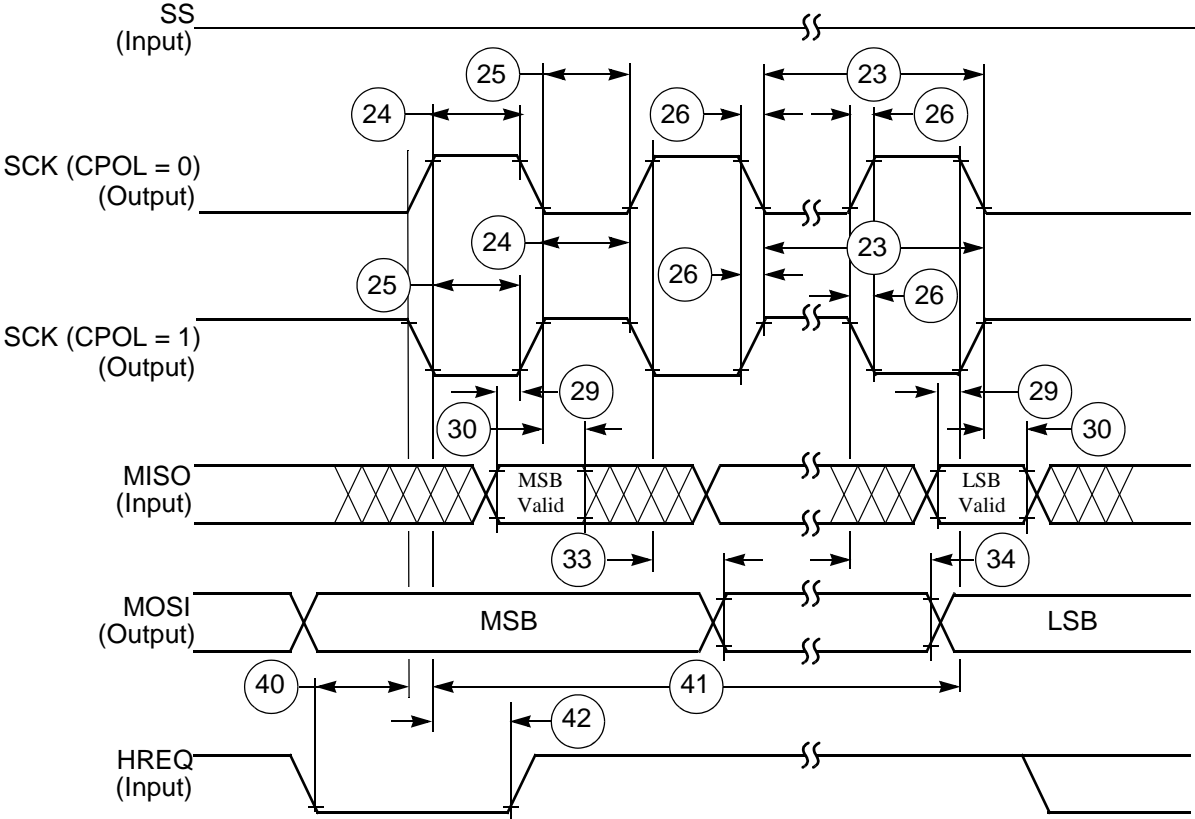 SS
(Input)
25
23
24
26
26
SCK (CPOL = 0)
(Output)
24
23
25
26
26
SCK (CPOL = 1)
(Output)
29
29
30
30
MISO
(Input)
MSB
Valid
LSB
Valid
33
34
MOSI
(Output)
MSB
LSB
40
41
42
HREQ
(Input)